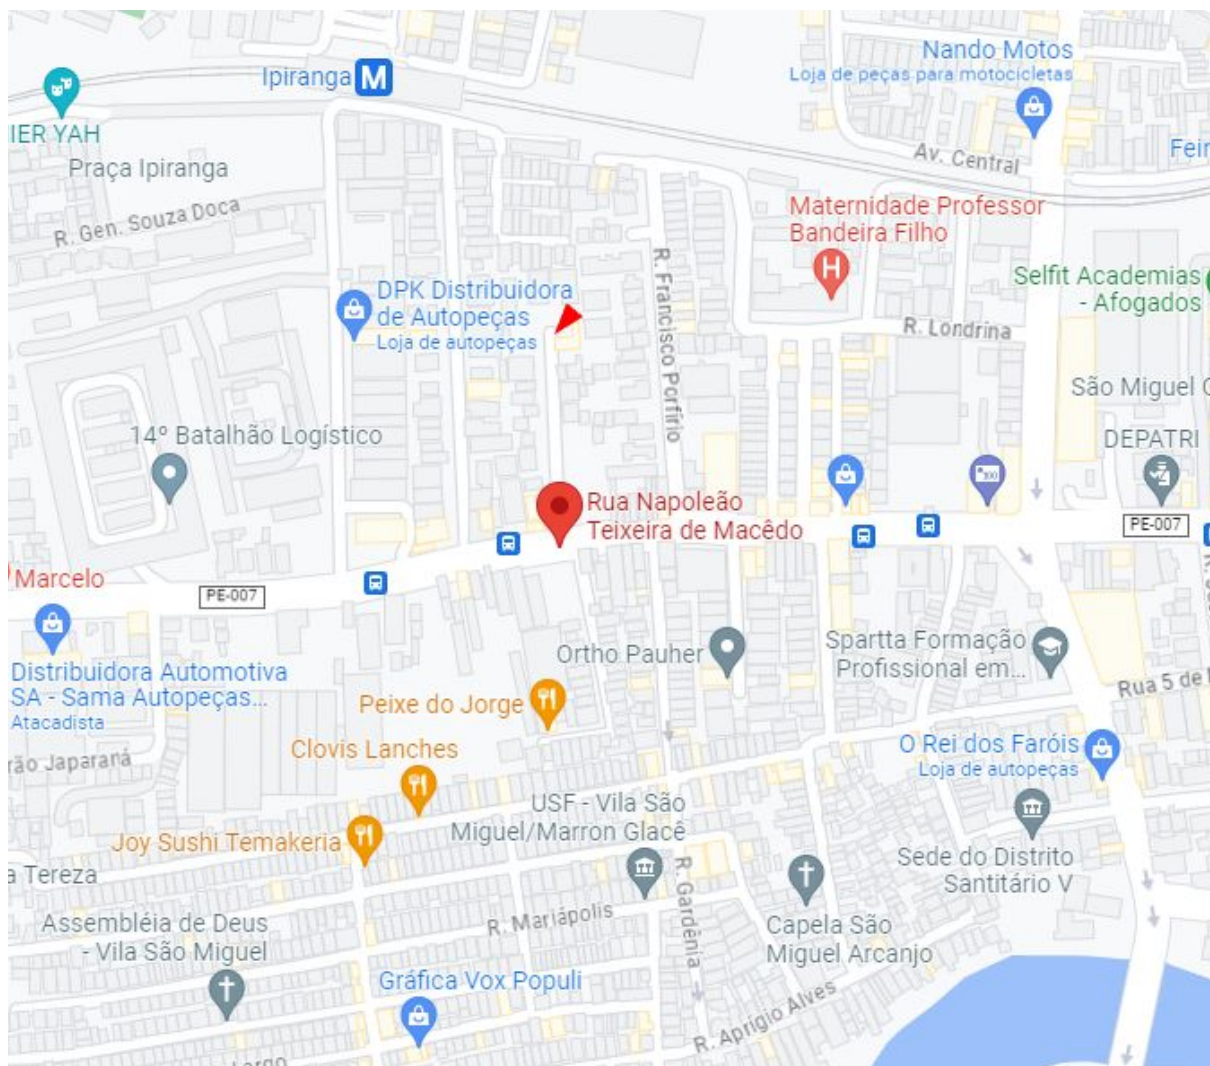 Nando Motos
Loja de peças para motocicletas
Ipiranga M
IER YAH
Praça Ipiranga
Av. Central
Feir
R. Gen. Souza Doca
Maternidade Professor
Bandeira Filho
H
R. Francisco Porfírio
Selfit Academias
- Afogados
DPK Distribuidora
de Autopeças
Loja de autopeças
R. Londrina
São Miguel
14º Batalhão Logístico
DEPATRI
Rua Napoleão
Teixeira de Macêdo
PE-007
Marcelo
PE-007
Distribuidora Automotiva
SA - Sama Autopeças...
Atacadista
Ortho Pauher
Spartta Formação
Profissional em...
Rua 5 de
Peixe do Jorge
Clovis Lanches
O Rei dos Faróis
Loja de autopeças
rão Japaraná
USF - Vila São
Miguel/Marron Glacê
Joy Sushi Temakeria
a Tereza
Sede do Distrito
Santitário V
R. Gardênia
Assembléia de Deus
- Vila São Miguel
R. Mariápolis
Capela São
Miguel Arcanjo
Gráfica Vox Populi
R. Aprígio Alves